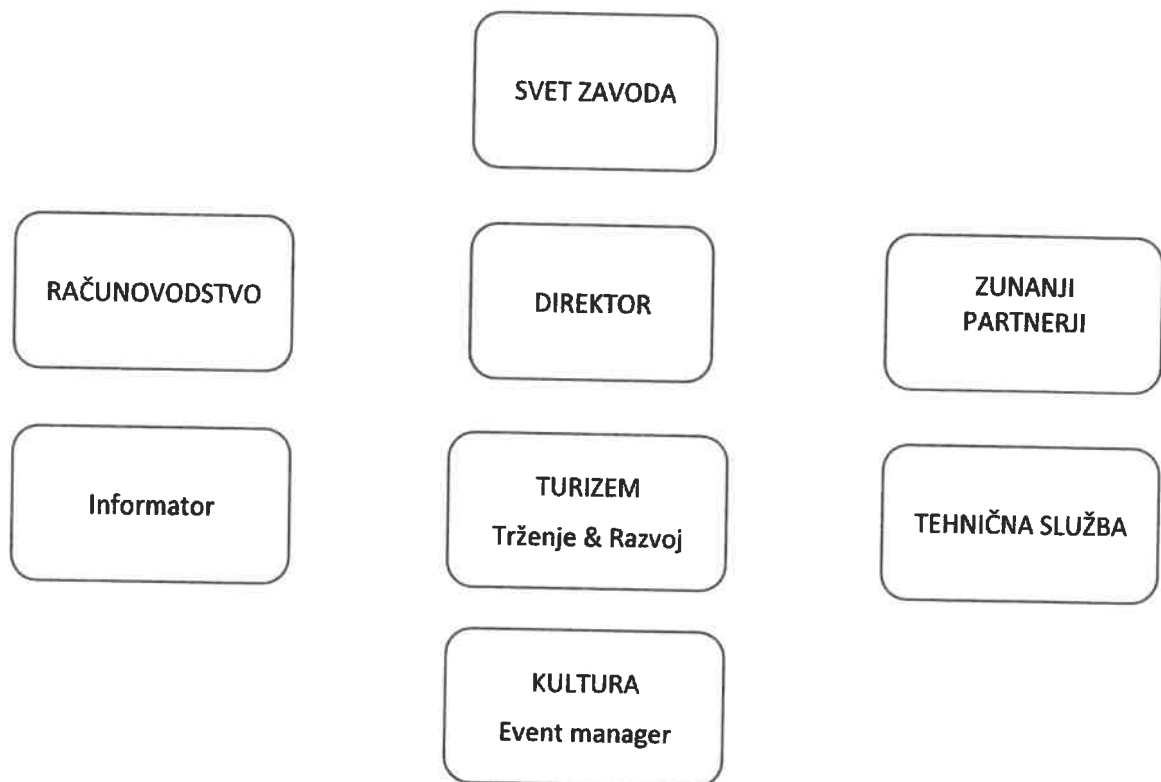 SVET ZAVODA
RAČUNOVODSTVO
DIREKTOR
ZUNANJI
PARTNERJI
Informator
TURIZEM
Trženje & Razvoj
TEHNIČNA SLUŽBA
KULTURA
Event manager